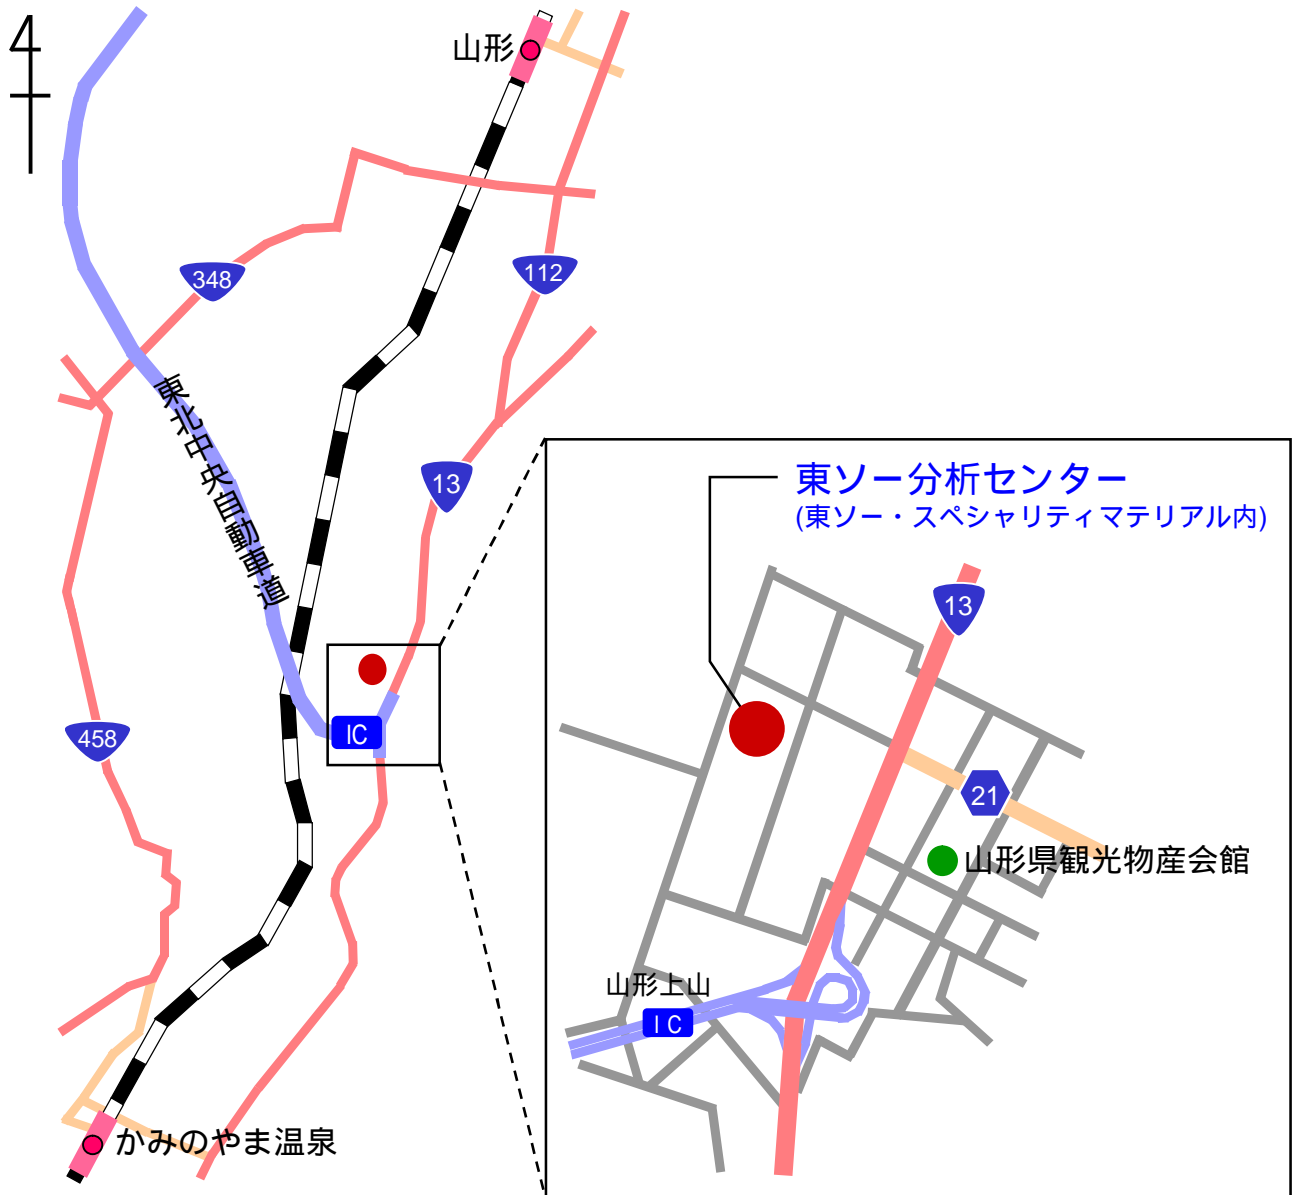 山形
348
112
東北中央自動車道
13
東ソー分析センター
(東ソー・スペシャリティマテリアル内)
13
IC
458
21
山形県観光物産会館
山形上山
IC
かみのやま温泉